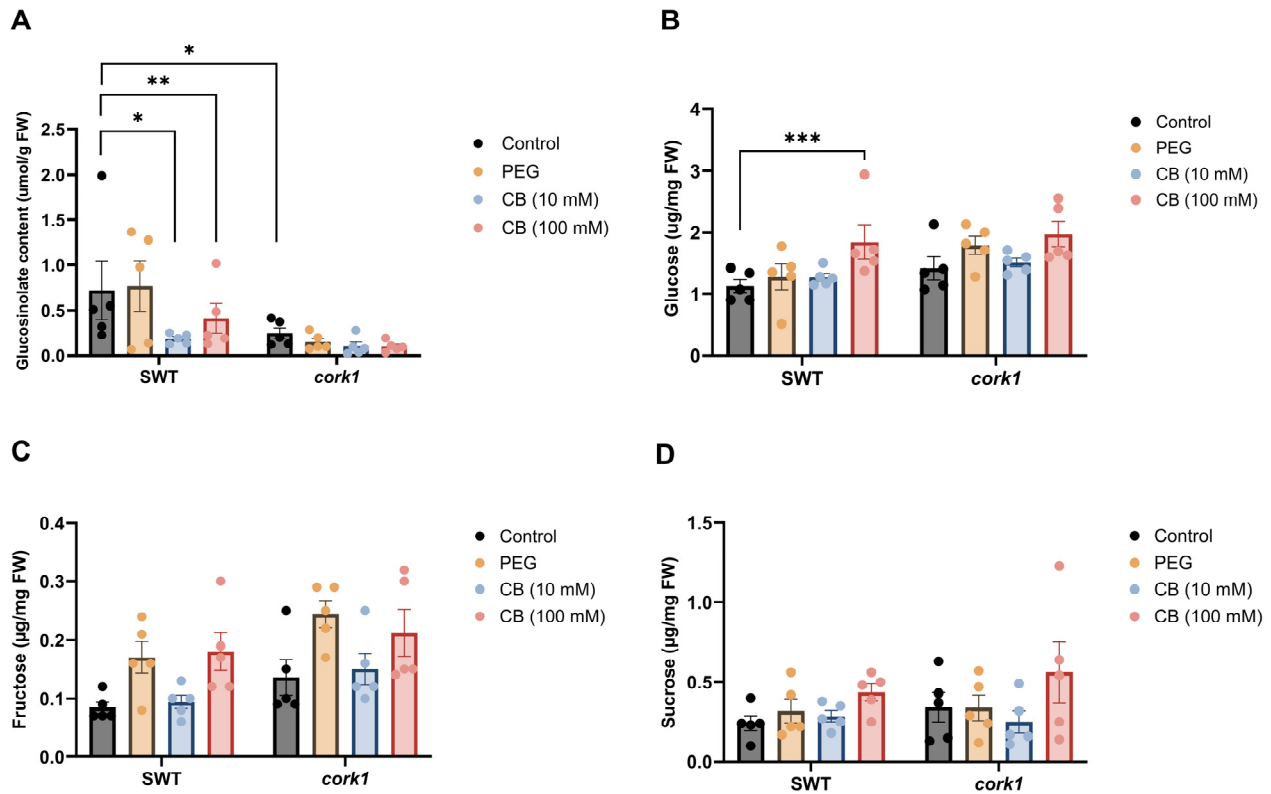 A
*
**
*
Glucosinolate content (umol/g FW)
2.5
2.0
1.5
1.0
0.5
0.0
SWT
cork1
Control
PEG
CB (10 mM)
CB (100 mM)
B
***
Glucose (ug/mg FW)
4
3
2
1
0
SWT
cork1
Control
PEG
CB (10 mM)
CB (100 mM)
C
Fructose (µg/mg FW)
0.4
0.3
0.2
0.1
0.0
SWT
cork1
Control
PEG
CB (10 mM)
CB (100 mM)
D
Sucrose (µg/mg FW)
1.5
1.0
0.5
0.0
SWT
cork1
Control
PEG
CB (10 mM)
CB (100 mM)